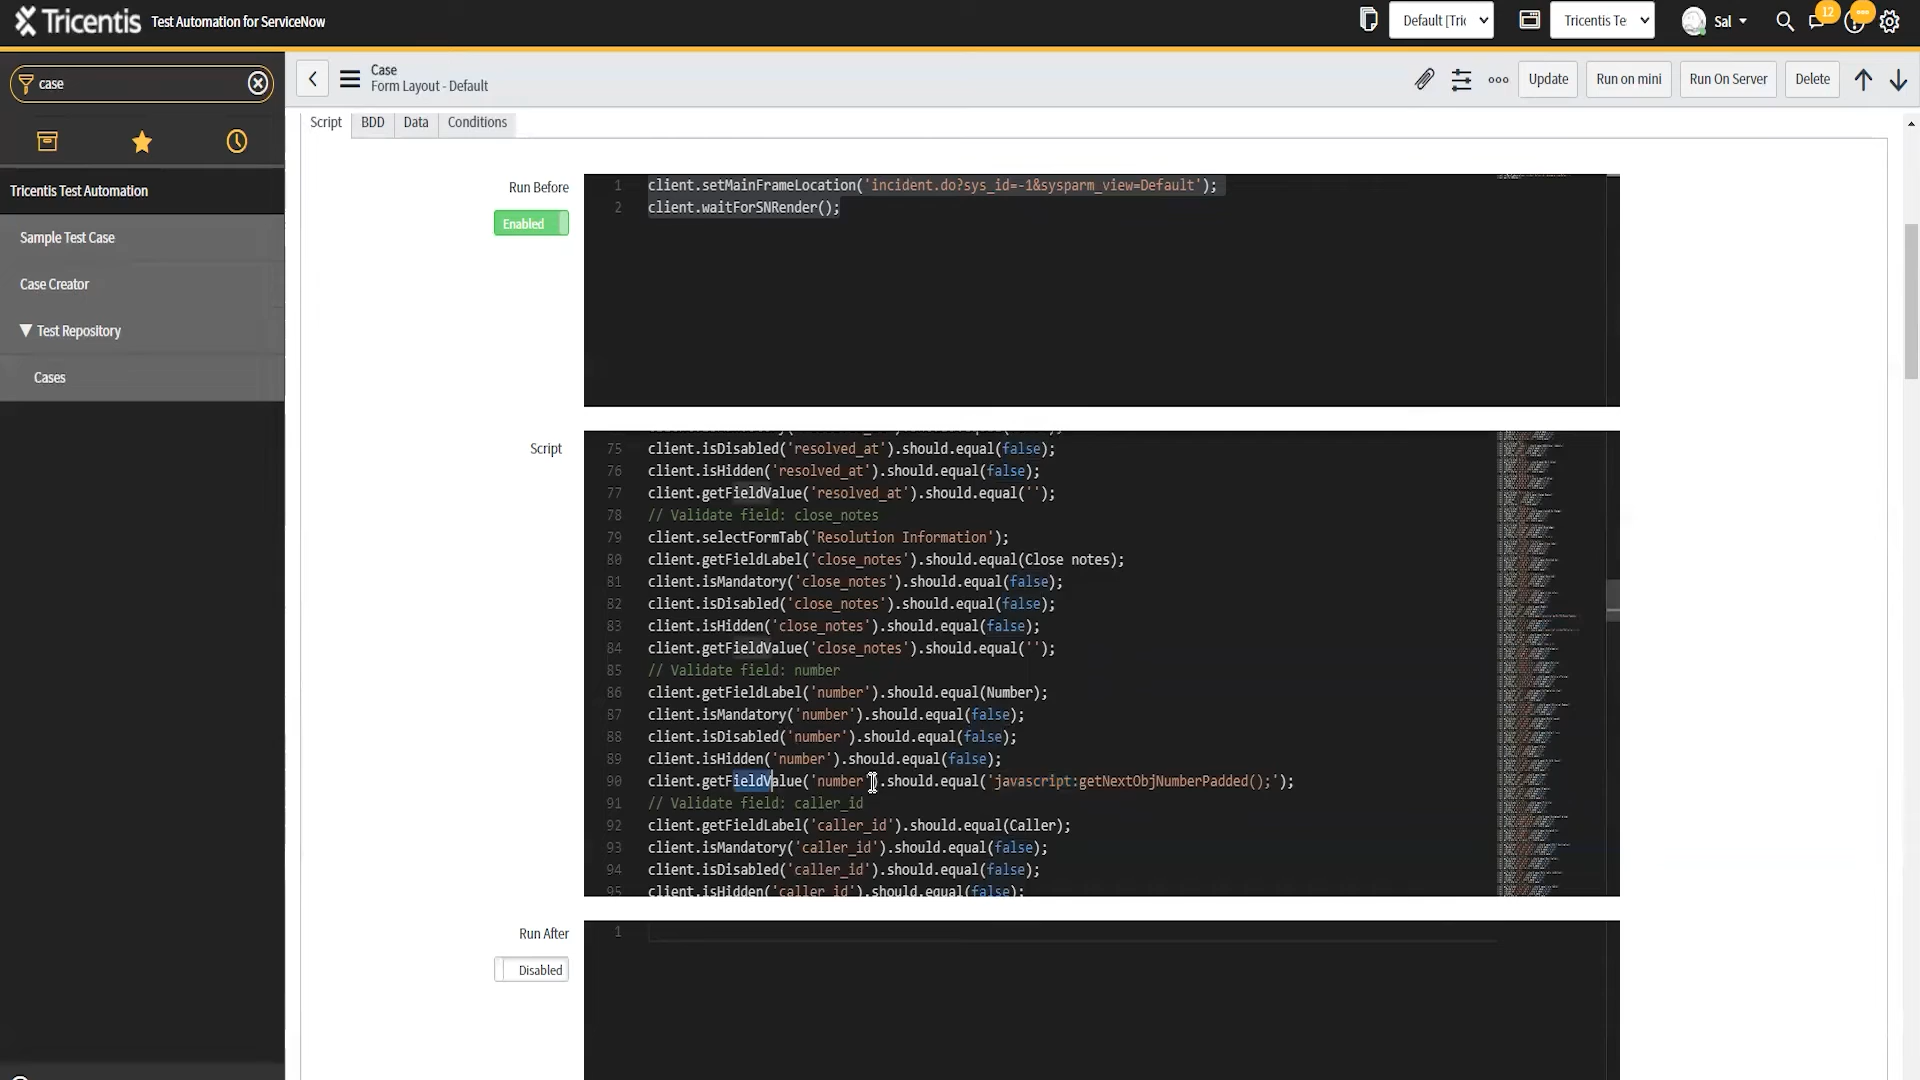 Tricentis Test Automation for ServiceNow
Default [Tric
Tricentis Te
Sal
12
case
Case
Form Layout - Default
Update
Run on mini
Run On Server
Delete
Script
BDD
Data
Conditions
Tricentis Test Automation
Sample Test Case
Case Creator
Test Repository
Cases
Run Before
Enabled
1 client.setMainFrameLocation('incident.do?sys_id=-1&sysparm_view=Default');
2 client.waitForSNRender();
Script
75 client.isDisabled('resolved_at').should.equal(false);
76 client.isHidden('resolved_at').should.equal(false);
77 client.getFieldValue('resolved_at').should.equal('');
78 // Validate field: close_notes
79 client.selectFormTab('Resolution Information');
80 client.getFieldLabel('close_notes').should.equal(Close notes);
81 client.isMandatory('close_notes').should.equal(false);
82 client.isDisabled('close_notes').should.equal(false);
83 client.isHidden('close_notes').should.equal(false);
84 client.getFieldValue('close_notes').should.equal('');
85 // Validate field: number
86 client.getFieldLabel('number').should.equal(Number);
87 client.isMandatory('number').should.equal(false);
88 client.isDisabled('number').should.equal(false);
89 client.isHidden('number').should.equal(false);
90 client.getFieldValue('number').should.equal('javascript:getNextObjNumberPadded();');
91 // Validate field: caller_id
92 client.getFieldLabel('caller_id').should.equal(Caller);
93 client.isMandatory('caller_id').should.equal(false);
94 client.isDisabled('caller_id').should.equal(false);
95 client.isHidden('caller_id').should.equal(false);
Run After
Disabled
1